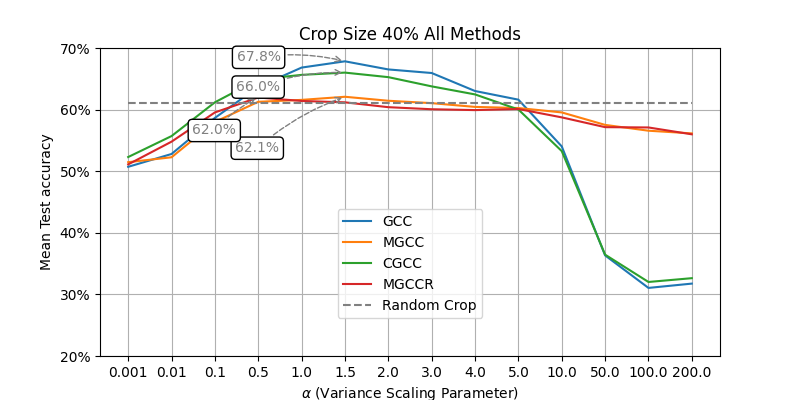 Crop Size 40% All Methods
70%
60%
50%
40%
30%
20%
Mean Test accuracy
67.8%
66.0%
62.0%
62.1%
GCC
MGCC
CGCC
MGCCR
Random Crop
0.001 0.01 0.1 0.5 1.0 1.5 2.0 3.0 4.0 5.0 10.0 50.0 100.0 200.0
α (Variance Scaling Parameter)